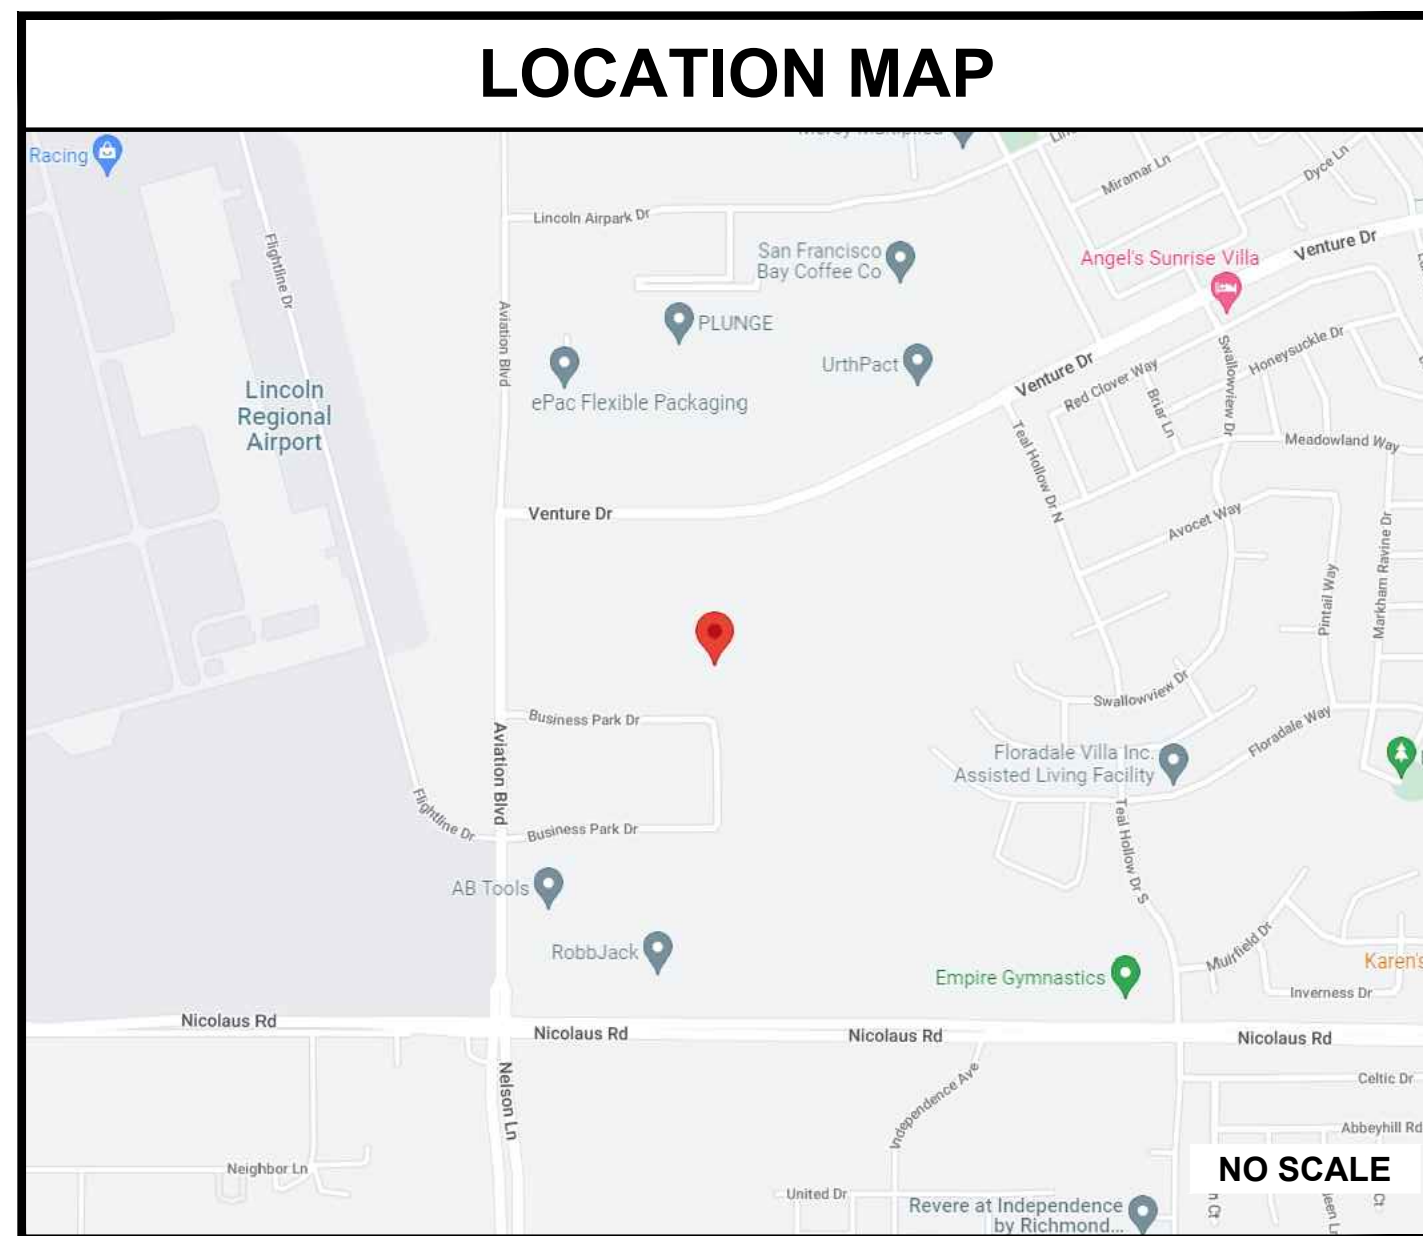 LOCATION MAP
Racing
Lincoln Airpark Dr
Miramar Ln
Dyce Ln
Flightline Dr
San Francisco
Bay Coffee Co
Angel's Sunrise Villa
Venture Dr
Aviation Blvd
PLUNGE
UrthPact
ePac Flexible Packaging
Lincoln
Regional
Airport
Venture Dr
Red Clover Way
Briar Ln
Swallowview Dr
Honeysuckle Dr
Meadowland Way
Teal Hollow Dr N
Venture Dr
Avocet Way
Pintail Way
Markham Ravine Dr
Swallowview Dr
Business Park Dr
Aviation Blvd
Floradale Villa Inc.
Assisted Living Facility
Floradale Way
Flightline Dr
Business Park Dr
Teal Hollow Dr S
AB Tools
RobbJack
Empire Gymnastics
Muirfield Dr
Karen's
Inverness Dr
Nicolaus Rd
Nicolaus Rd
Nicolaus Rd
Nicolaus Rd
Nelson Ln
Independence Ave
Celtic Dr
Abbeyhill Rd
Neighbor Ln
NO SCALE
United Dr
Revere at Independence
by Richmond...
Ct